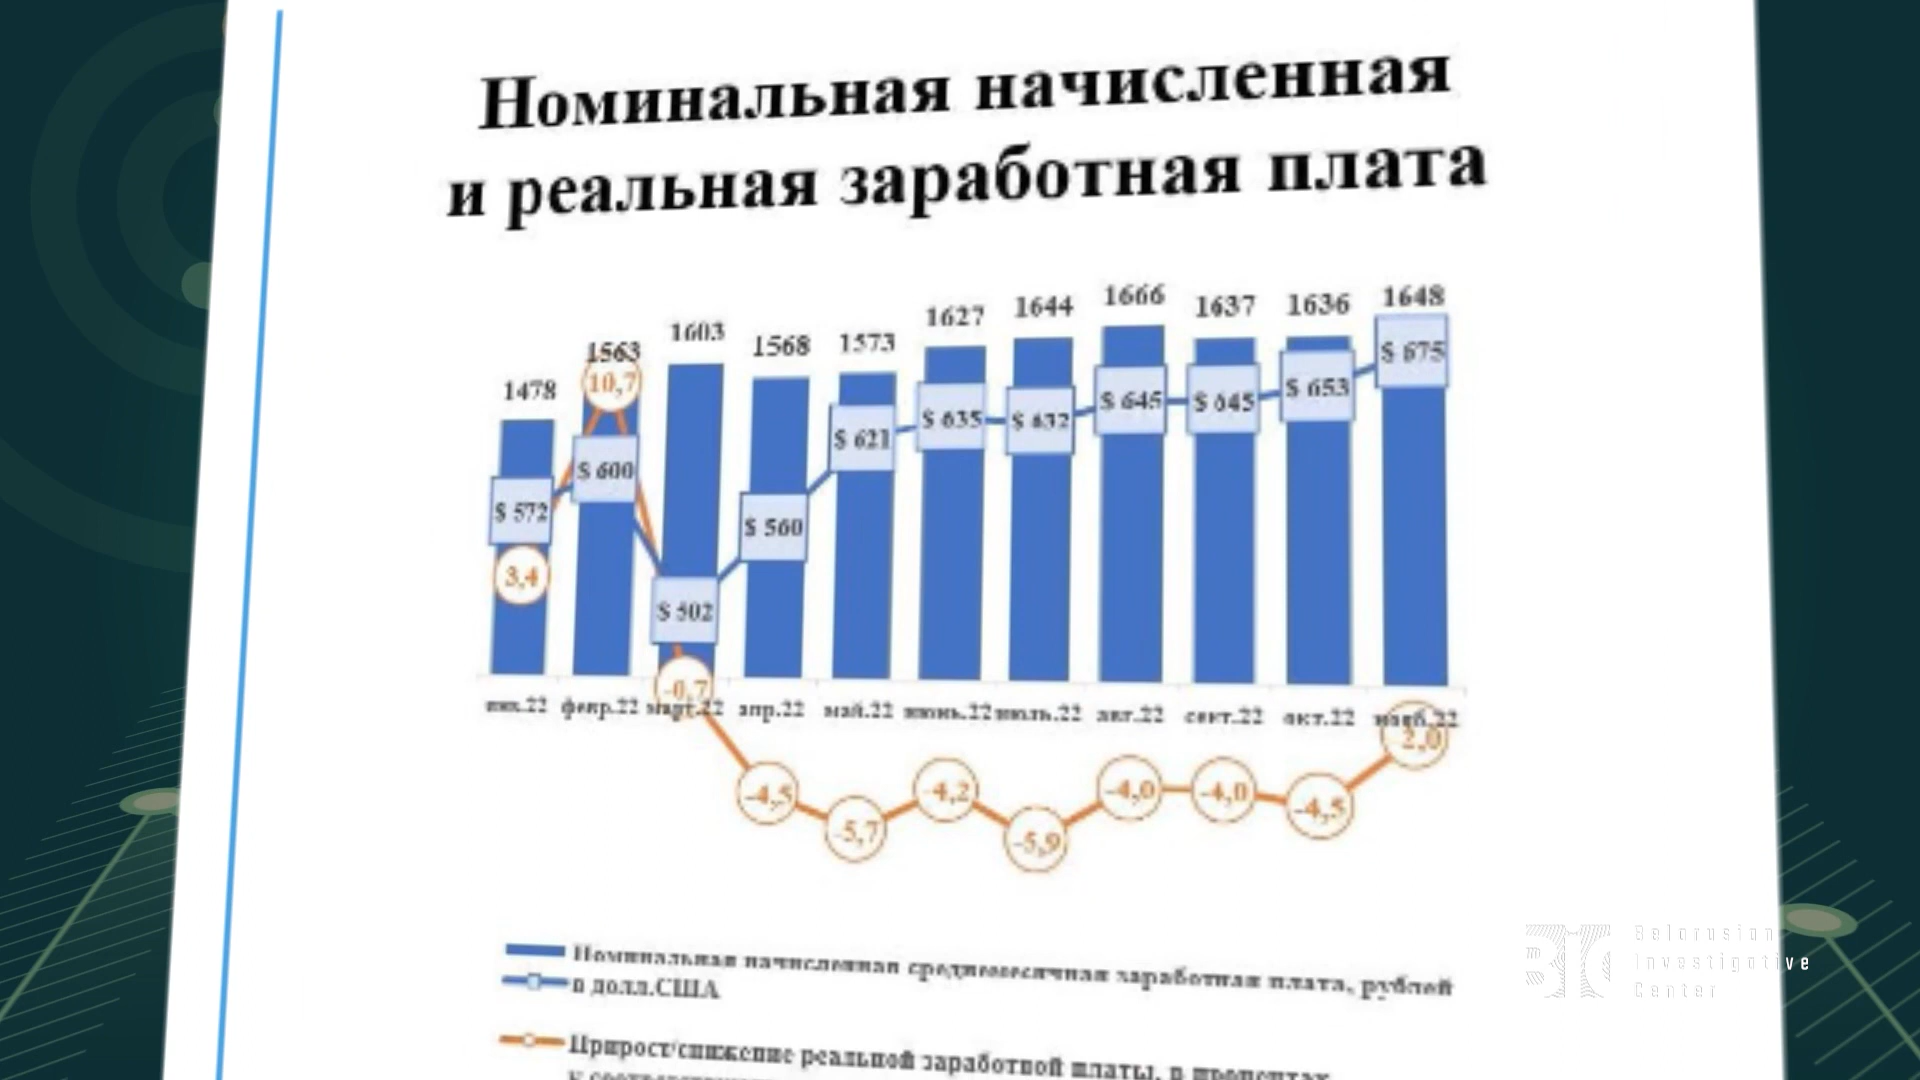 Номинальная начисленная
и реальная заработная плата
1478 1563 1603 1568 1573 1627 1644 1666 1637 1636 1648
10,7
$ 572 $ 600 $ 502 $ 560 $ 621 $ 635 $ 632 $ 645 $ 645 $ 653 $ 675
3,4
-0,7
янв.22 февр.22 март.22 апр.22 май.22 июнь.22 июль.22 авг.22 сент.22 окт.22 нояб.22
-4,5 -5,7 -4,2 -5,9 -4,0 -4,0 -4,5 -2,0
Номинальная начисленная среднемесячная заработная плата, рублей
в долл.США
Прирост/снижение реальной заработной платы, в процентах
BIC
Belarusian
Investigative
Center